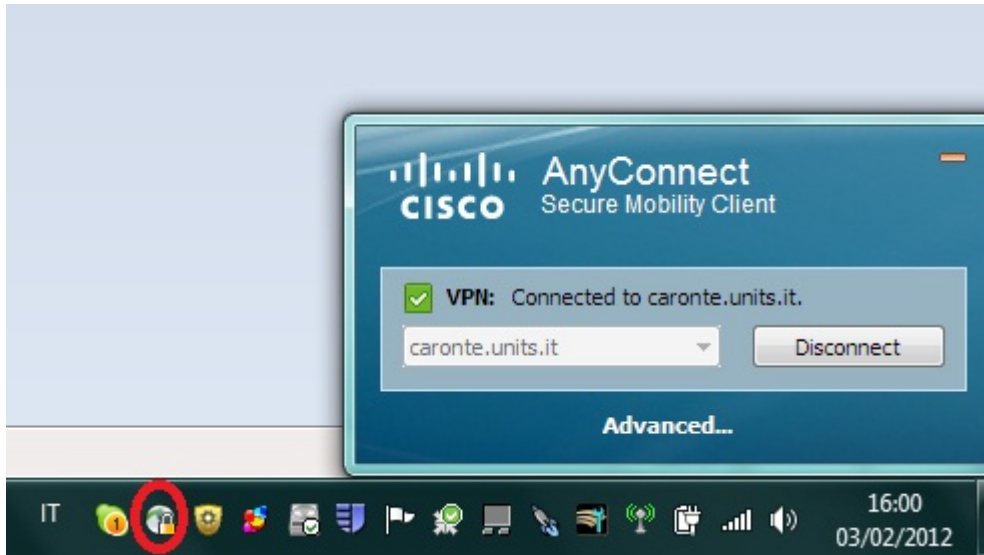 CISCO
AnyConnect
Secure Mobility Client
VPN: Connected to caronte.units.it.
caronte.units.it
Disconnect
Advanced...
IT
1
16:00
03/02/2012